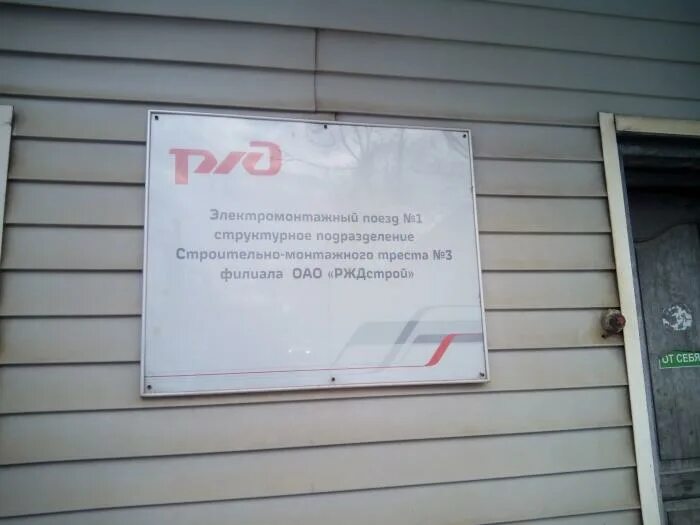 РЖД
Электромонтажный поезд №1
структурное подразделение
Строительно-монтажного треста №3
филиала ОАО «РЖДстрой»
ОТ СЕБЯ